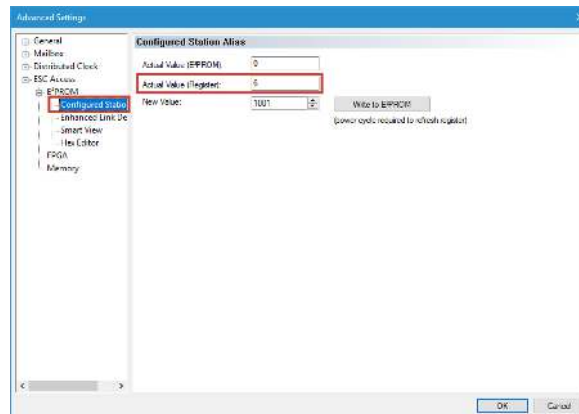 Advanced Settings
General
Mailbox
Distributed Clock
ESC Access
E²PROM
Configured Statio
Enhanced Link De
Smart View
Hex Editor
FPGA
Memory
Configured Station Alias
Actual Value (E²PROM):
0
Actual Value (Register):
6
New Value:
1001
Write to E²PROM
(power cycle required to refresh register)
OK
Cancel